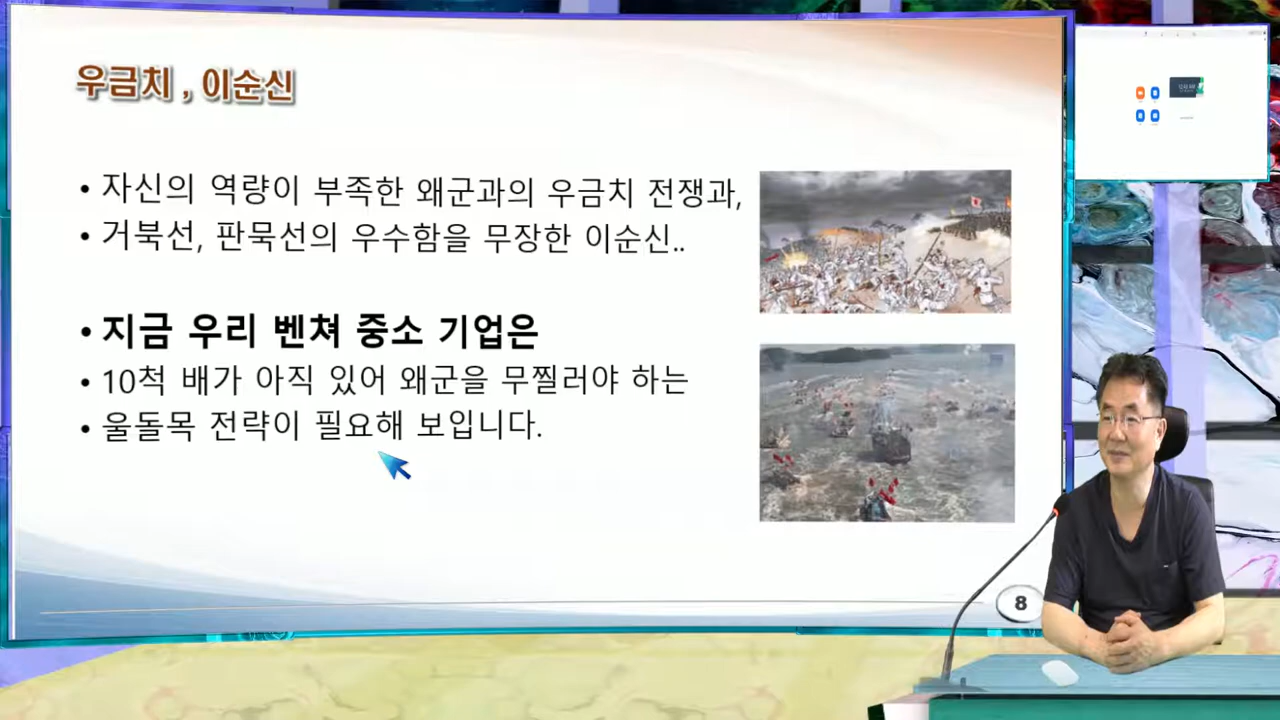 우금치 , 이순신
• 자신의 역량이 부족한 왜군과의 우금치 전쟁과,
• 거북선, 판묵선의 우수함을 무장한 이순신..
• 지금 우리 벤쳐 중소 기업은
• 10척 배가 아직 있어 왜군을 무찔러야 하는
• 울돌목 전략이 필요해 보입니다.
8